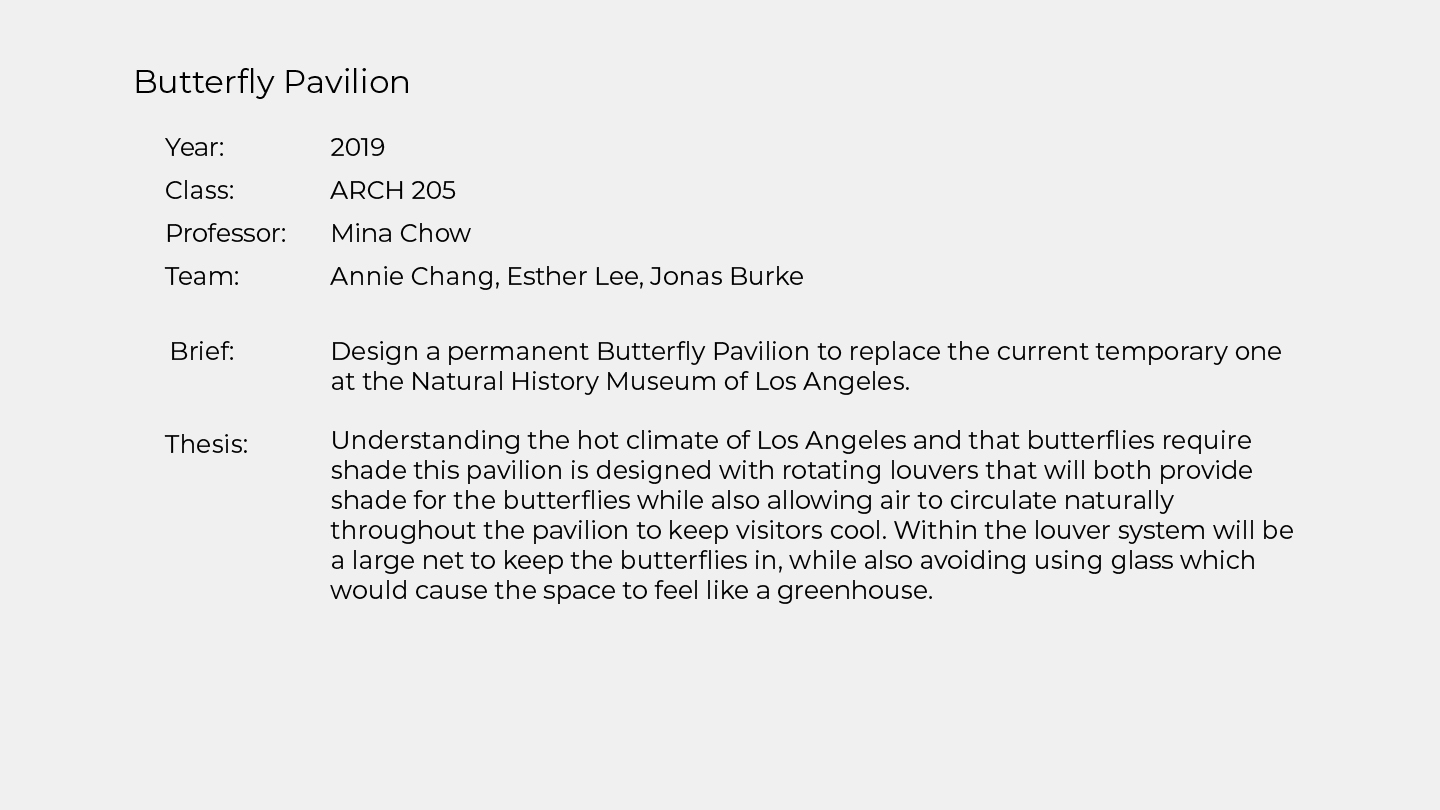 Butterfly Pavilion
Year: 2019
Class: ARCH 205
Professor: Mina Chow
Team: Annie Chang, Esther Lee, Jonas Burke
Brief: Design a permanent Butterfly Pavilion to replace the current temporary one
at the Natural History Museum of Los Angeles.
Thesis: Understanding the hot climate of Los Angeles and that butterflies require
shade this pavilion is designed with rotating louvers that will both provide
shade for the butterflies while also allowing air to circulate naturally
throughout the pavilion to keep visitors cool. Within the louver system will be
a large net to keep the butterflies in, while also avoiding using glass which
would cause the space to feel like a greenhouse.